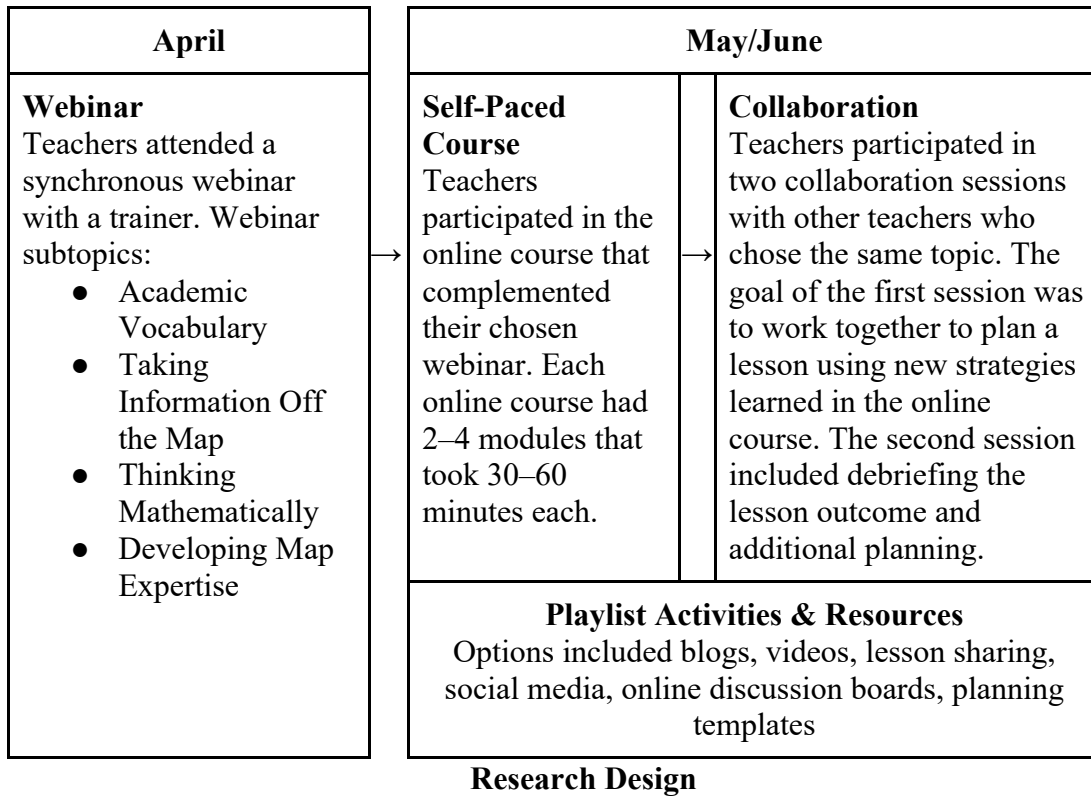 April
May/June
Webinar
Teachers attended a
synchronous webinar
with a trainer. Webinar
subtopics:
● Academic
Vocabulary
● Taking
Information Off
the Map
● Thinking
Mathematically
● Developing Map
Expertise
→
Self-Paced
Course
Teachers
participated in the
online course that
complemented
their chosen
webinar. Each
online course had
2–4 modules that
took 30–60
minutes each.
→
Collaboration
Teachers participated in
two collaboration sessions
with other teachers who
chose the same topic. The
goal of the first session was
to work together to plan a
lesson using new strategies
learned in the online
course. The second session
included debriefing the
lesson outcome and
additional planning.
Playlist Activities & Resources
Options included blogs, videos, lesson sharing,
social media, online discussion boards, planning
templates
Research Design